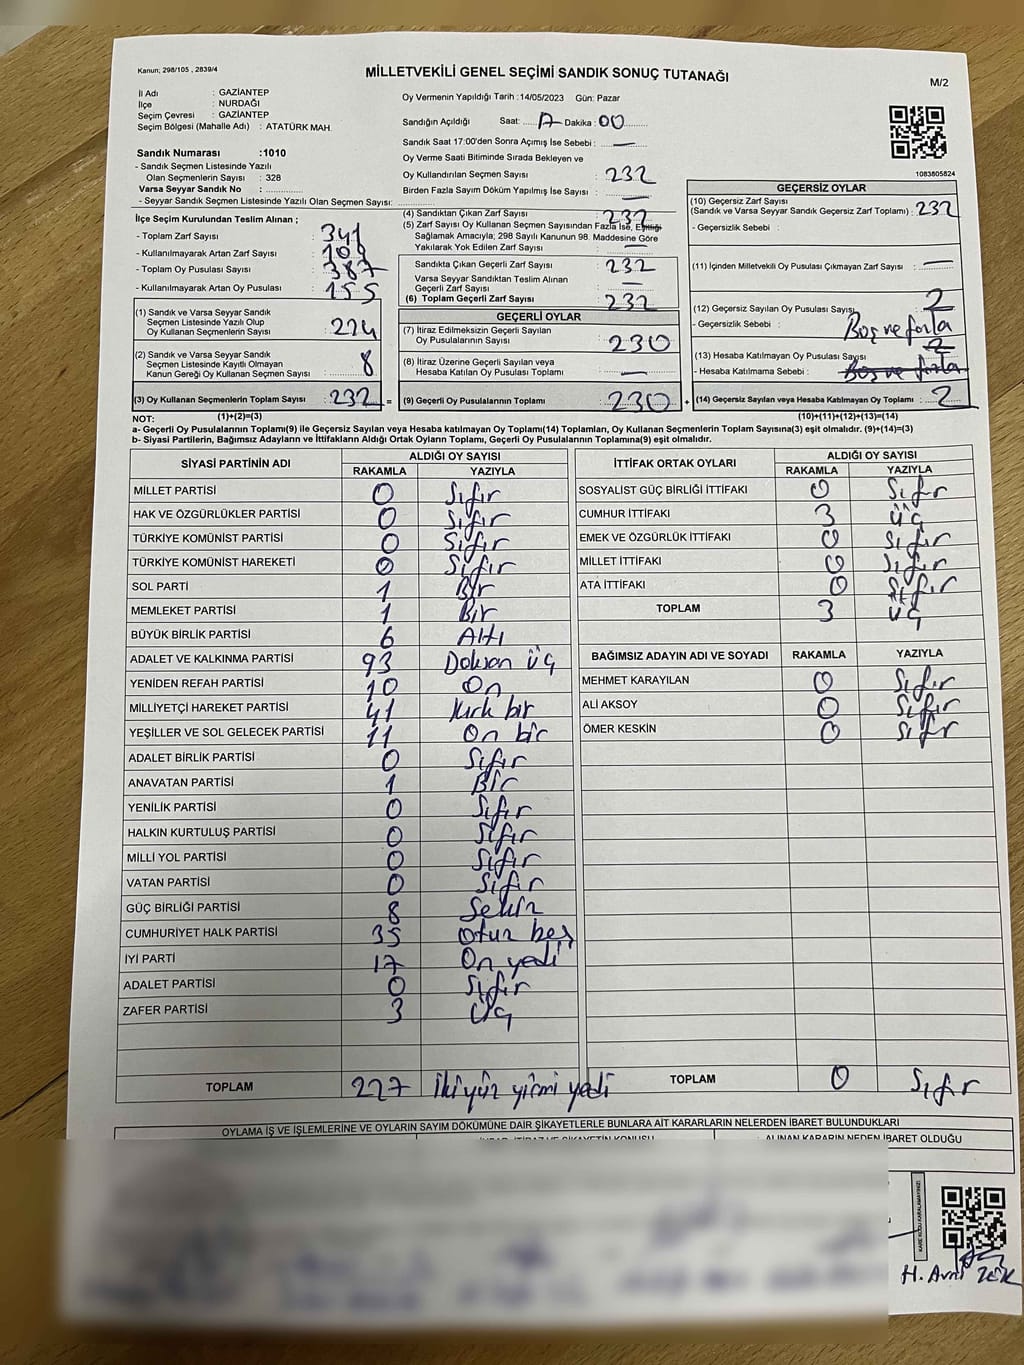 Kanun; 298/105 , 2839/4
MİLLETVEKİLİ GENEL SEÇİMİ SANDIK SONUÇ TUTANAĞI
M/2
İl Adı : GAZİANTEP
İlçe : NURDAĞI
Seçim Çevresi : GAZİANTEP
Seçim Bölgesi (Mahalle Adı) : ATATÜRK MAH.
Sandık Numarası :1010
- Sandık Seçmen Listesinde Yazılı
Olan Seçmenlerin Sayısı : 328
Varsa Seyyar Sandık No :
- Seyyar Sandık Seçmen Listesinde Yazılı Olan Seçmen Sayısı:
Oy Vermenin Yapıldığı Tarih :14/05/2023 Gün: Pazar
Sandığın Açıldığı Saat: Dakika : 00
Sandık Saat 17:00'den Sonra Açımış İse Sebebi : —
Oy Verme Saati Bitiminde Sırada Bekleyen ve
Oy Kullandırılan Seçmen Sayısı : 232
Birden Fazla Sayım Döküm Yapılmış İse Sayısı : —
1083805824
İlçe Seçim Kurulundan Teslim Alınan ;
- Toplam Zarf Sayısı : 341
- Kullanılmayarak Artan Zarf Sayısı : 109
- Toplam Oy Pusulası Sayısı : 387
- Kullanılmayarak Artan Oy Pusulası : 155
(4) Sandıktan Çıkan Zarf Sayısı : 232
(5) Zarf Sayısı Oy Kullanan Seçmen Sayısından Fazla İse, Eşitliği
Sağlamak Amacıyla; 298 Sayılı Kanunun 98. Maddesine Göre
Yakılarak Yok Edilen Zarf Sayısı : —
Sandıkta Çıkan Geçerli Zarf Sayısı : 232
Varsa Seyyar Sandıktan Teslim Alınan
Geçerli Zarf Sayısı : —
(6) Toplam Geçerli Zarf Sayısı : 232
GEÇERSİZ OYLAR
(10) Geçersiz Zarf Sayısı
(Sandık ve Varsa Seyyar Sandık Geçersiz Zarf Toplamı) : 232
- Geçersizlik Sebebi :
(11) İçinden Milletvekili Oy Pusulası Çıkmayan Zarf Sayısı : —
(12) Geçersiz Sayılan Oy Pusulası Sayısı : 2
- Geçersizlik Sebebi : Boş ve fazla
(13) Hesaba Katılmayan Oy Pusulası Sayısı : 2
- Hesaba Katılmama Sebebi : Boş ve fazla
(14) Geçersiz Sayılan veya Hesaba Katılmayan Oy Toplamı : 2
(1) Sandık ve Varsa Seyyar Sandık
Seçmen Listesinde Yazılı Olup
Oy Kullanan Seçmenlerin Sayısı : 224
(2) Sandık ve Varsa Seyyar Sandık
Seçmen Listesinde Kayıtlı Olmayan
Kanun Gereği Oy Kullanan Seçmen Sayısı : 8
(3) Oy Kullanan Seçmenlerin Toplam Sayısı : 232 =
GEÇERLİ OYLAR
(7) İtiraz Edilmeksizin Geçerli Sayılan
Oy Pusulalarının Sayısı : 230
(8) İtiraz Üzerine Geçerli Sayılan veya
Hesaba Katılan Oy Pusulası Toplamı : —
(9) Geçerli Oy Pusulalarının Toplamı : 230 +
NOT: (1)+(2)=(3) (10)+(11)+(12)+(13)=(14)
a- Geçerli Oy Pusulalarının Toplamı(9) ile Geçersiz Sayılan veya Hesaba katılmayan Oy Toplamı(14) Toplamları, Oy Kullanan Seçmenlerin Toplam Sayısına(3) eşit olmalıdır. (9)+(14)=(3)
b- Siyasi Partilerin, Bağımsız Adayların ve İttifakların Aldığı Ortak Oyların Toplamı, Geçerli Oy Pusulalarının Toplamına(9) eşit olmalıdır.
SİYASİ PARTİNİN ADI ALDIĞI OY SAYISI
RAKAMLA YAZIYLA
MİLLET PARTİSİ 0 Sıfır
HAK VE ÖZGÜRLÜKLER PARTİSİ 0 Sıfır
TÜRKİYE KOMÜNİST PARTİSİ 0 Sıfır
TÜRKİYE KOMÜNİST HAREKETİ 0 Sıfır
SOL PARTİ 1 Bir
MEMLEKET PARTİSİ 1 Bir
BÜYÜK BİRLİK PARTİSİ 6 Altı
ADALET VE KALKINMA PARTİSİ 93 Doksan üç
YENİDEN REFAH PARTİSİ 10 On
MİLLİYETÇİ HAREKET PARTİSİ 41 Kırk bir
YEŞİLLER VE SOL GELECEK PARTİSİ 11 On bir
ADALET BİRLİK PARTİSİ 0 Sıfır
ANAVATAN PARTİSİ 1 Bir
YENİLİK PARTİSİ 0 Sıfır
HALKIN KURTULUŞ PARTİSİ 0 Sıfır
MİLLİ YOL PARTİSİ 0 Sıfır
VATAN PARTİSİ 0 Sıfır
GÜÇ BİRLİĞİ PARTİSİ 8 Sekiz
CUMHURİYET HALK PARTİSİ 35 Otuz beş
İYİ PARTİ 17 On yedi
ADALET PARTİSİ 0 Sıfır
ZAFER PARTİSİ 3 Üç
TOPLAM 227 İkiyüz yirmi yedi
İTTİFAK ORTAK OYLARI ALDIĞI OY SAYISI
RAKAMLA YAZIYLA
SOSYALİST GÜÇ BİRLİĞİ İTTİFAKI 0 Sıfır
CUMHUR İTTİFAKI 3 Üç
EMEK VE ÖZGÜRLÜK İTTİFAKI 0 Sıfır
MİLLET İTTİFAKI 0 Sıfır
ATA İTTİFAKI 0 Sıfır
TOPLAM 3 Üç
BAĞIMSIZ ADAYIN ADI VE SOYADI RAKAMLA YAZIYLA
MEHMET KARAYILAN 0 Sıfır
ALİ AKSOY 0 Sıfır
ÖMER KESKİN 0 Sıfır
TOPLAM 0 Sıfır
OYLAMA İŞ VE İŞLEMLERİNE VE OYLARIN SAYIM DÖKÜMÜNE DAİR ŞİKAYETLERLE BUNLARA AİT KARARLARIN NELERDEN İBARET BULUNDUKLARI
ALINAN KARARIN NEDEN İBARET OLDUĞU
KARE KODU KARALAMAYINIZ!
H. Avni